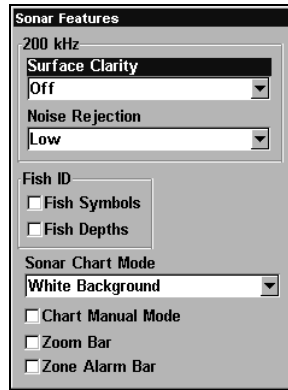 Sonar Features
200 kHz
Surface Clarity
Off
Noise Rejection
Low
Fish ID
Fish Symbols
Fish Depths
Sonar Chart Mode
White Background
Chart Manual Mode
Zoom Bar
Zone Alarm Bar